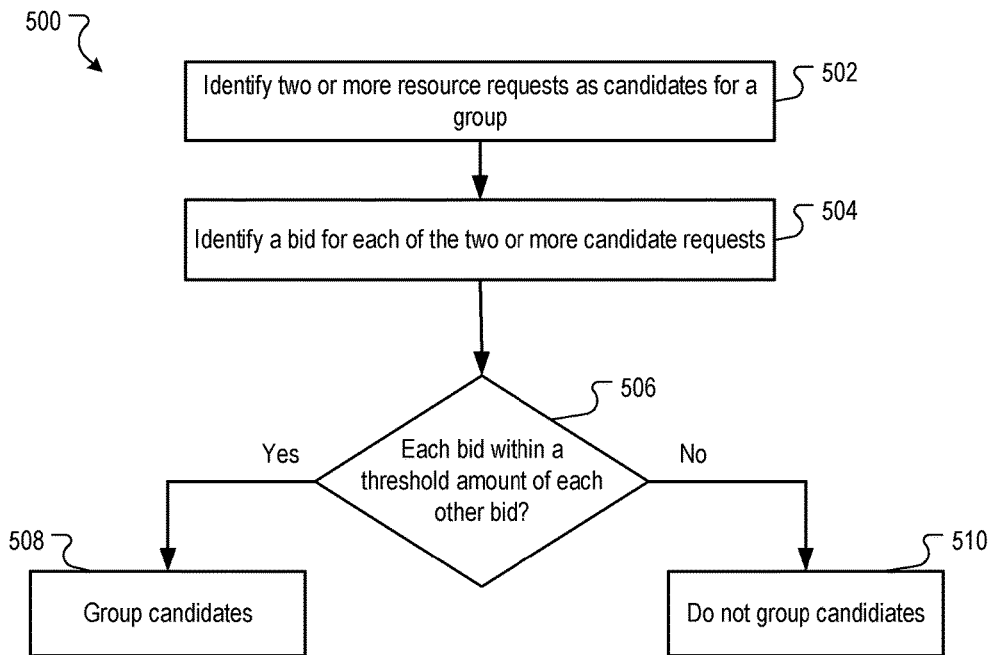 500
Identify two or more resource requests as candidates for a
group
502
Identify a bid for each of the two or more candidate requests
504
506
Each bid within a
threshold amount of each
other bid?
Yes
No
508
Group candidates
510
Do not group candidiates